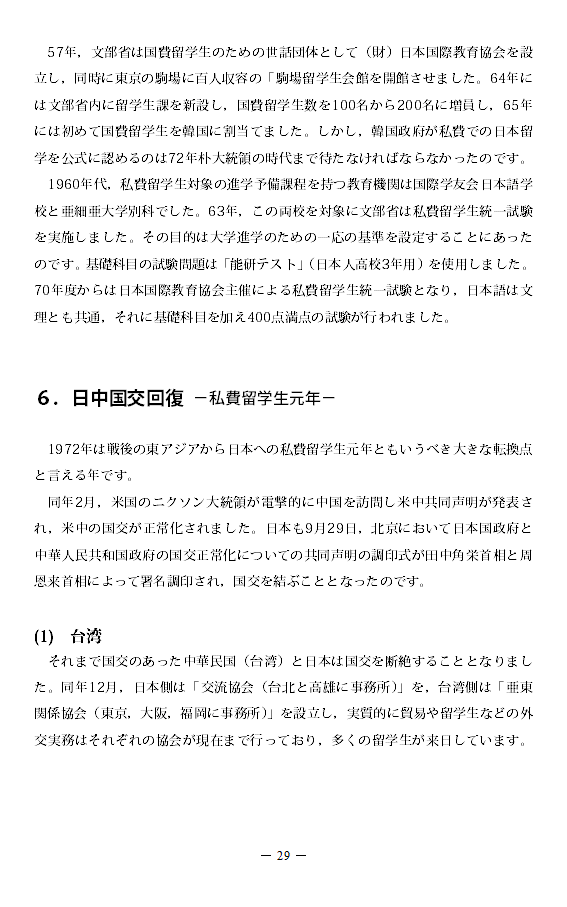 57年，文部省は国費留学生のための世話団体として（財）日本国際教育協会を設
立し，同時に東京の駒場に百人収容の「駒場留学生会館を開館させました。64年に
は文部省内に留学生課を新設し，国費留学生数を100名から200名に増員し，65年
には初めて国費留学生を韓国に割当てました。しかし，韓国政府が私費での日本留
学を公式に認めるのは72年朴大統領の時代まで待たなければならなかったのです。
1960年代，私費留学生対象の進学予備課程を持つ教育機関は国際学友会日本語学
校と亜細亜大学別科でした。63年，この両校を対象に文部省は私費留学生統一試験
を実施しました。その目的は大学進学のための一応の基準を設定することにあった
のです。基礎科目の試験問題は「能研テスト」（日本人高校3年用）を使用しました。
70年度からは日本国際教育協会主催による私費留学生統一試験となり，日本語は文
理とも共通，それに基礎科目を加え400点満点の試験が行われました。
６．日中国交回復 －私費留学生元年－
1972年は戦後の東アジアから日本への私費留学生元年ともいうべき大きな転換点
と言える年です。
同年2月，米国のニクソン大統領が電撃的に中国を訪問し米中共同声明が発表さ
れ，米中の国交が正常化されました。日本も9月29日，北京において日本国政府と
中華人民共和国政府の国交正常化についての共同声明の調印式が田中角栄首相と周
恩来首相によって署名調印され，国交を結ぶこととなったのです。
(1)　台湾
それまで国交のあった中華民国（台湾）と日本は国交を断絶することとなりまし
た。同年12月，日本側は「交流協会（台北と高雄に事務所）」を，台湾側は「亜東
関係協会（東京，大阪，福岡に事務所）」を設立し，実質的に貿易や留学生などの外
交実務はそれぞれの協会が現在まで行っており，多くの留学生が来日しています。
― 29 ―